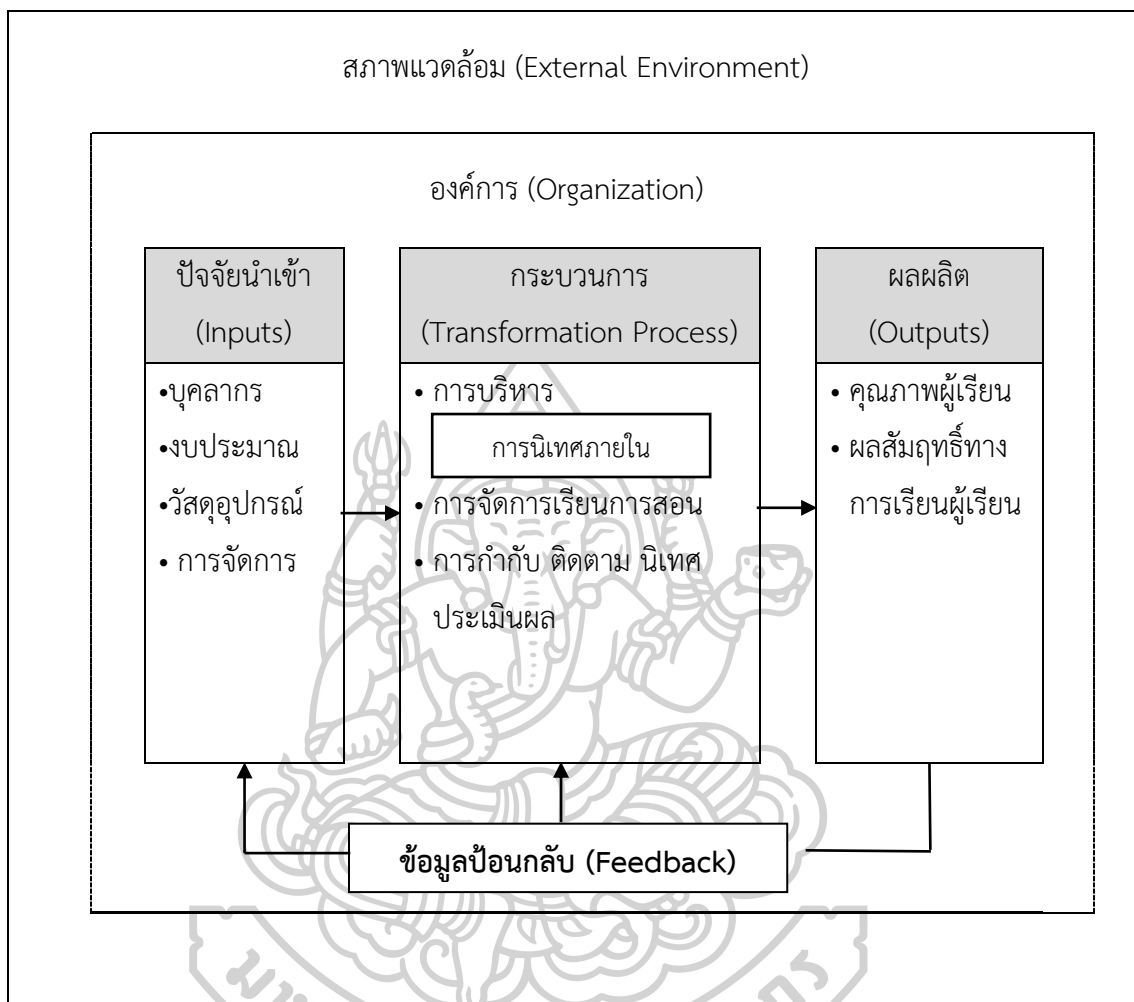 สภาพแวดล้อม (External Environment)
องค์การ (Organization)
ปัจจัยนำเข้า
(Inputs)
•บุคลากร
•งบประมาณ
•วัสดุอุปกรณ์
• การจัดการ
กระบวนการ
(Transformation Process)
• การบริหาร
การนิเทศภายใน
• การจัดการเรียนการสอน
• การกำกับ ติดตาม นิเทศ
ประเมินผล
ผลผลิต
(Outputs)
• คุณภาพผู้เรียน
• ผลสัมฤทธิ์ทาง
การเรียนผู้เรียน
ข้อมูลป้อนกลับ (Feedback)